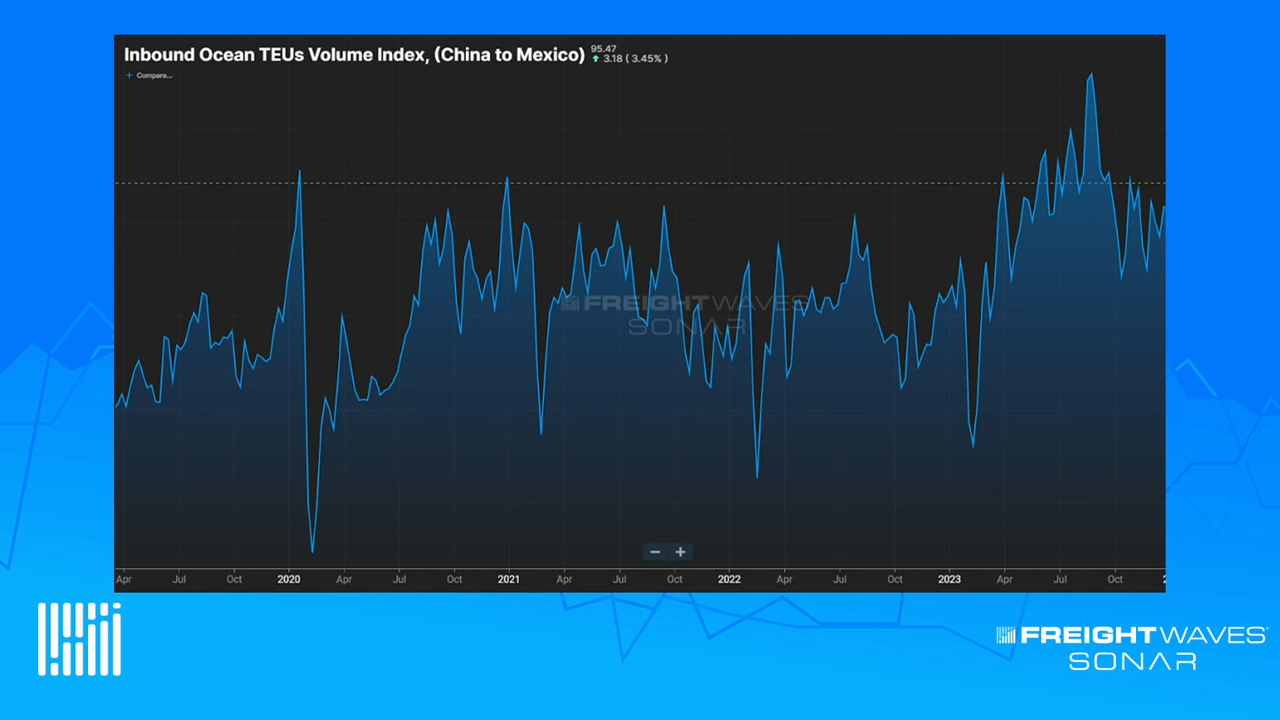 Inbound Ocean TEUs Volume Index, (China to Mexico) 95.47
3.18 ( 3.45% )
+ Compare...
FREIGHTWAVES
SONAR
− +
Apr Jul Oct 2020 Apr Jul Oct 2021 Apr Jul Oct 2022 Apr Jul Oct 2023 Apr Jul Oct
FREIGHTWAVES
SONAR